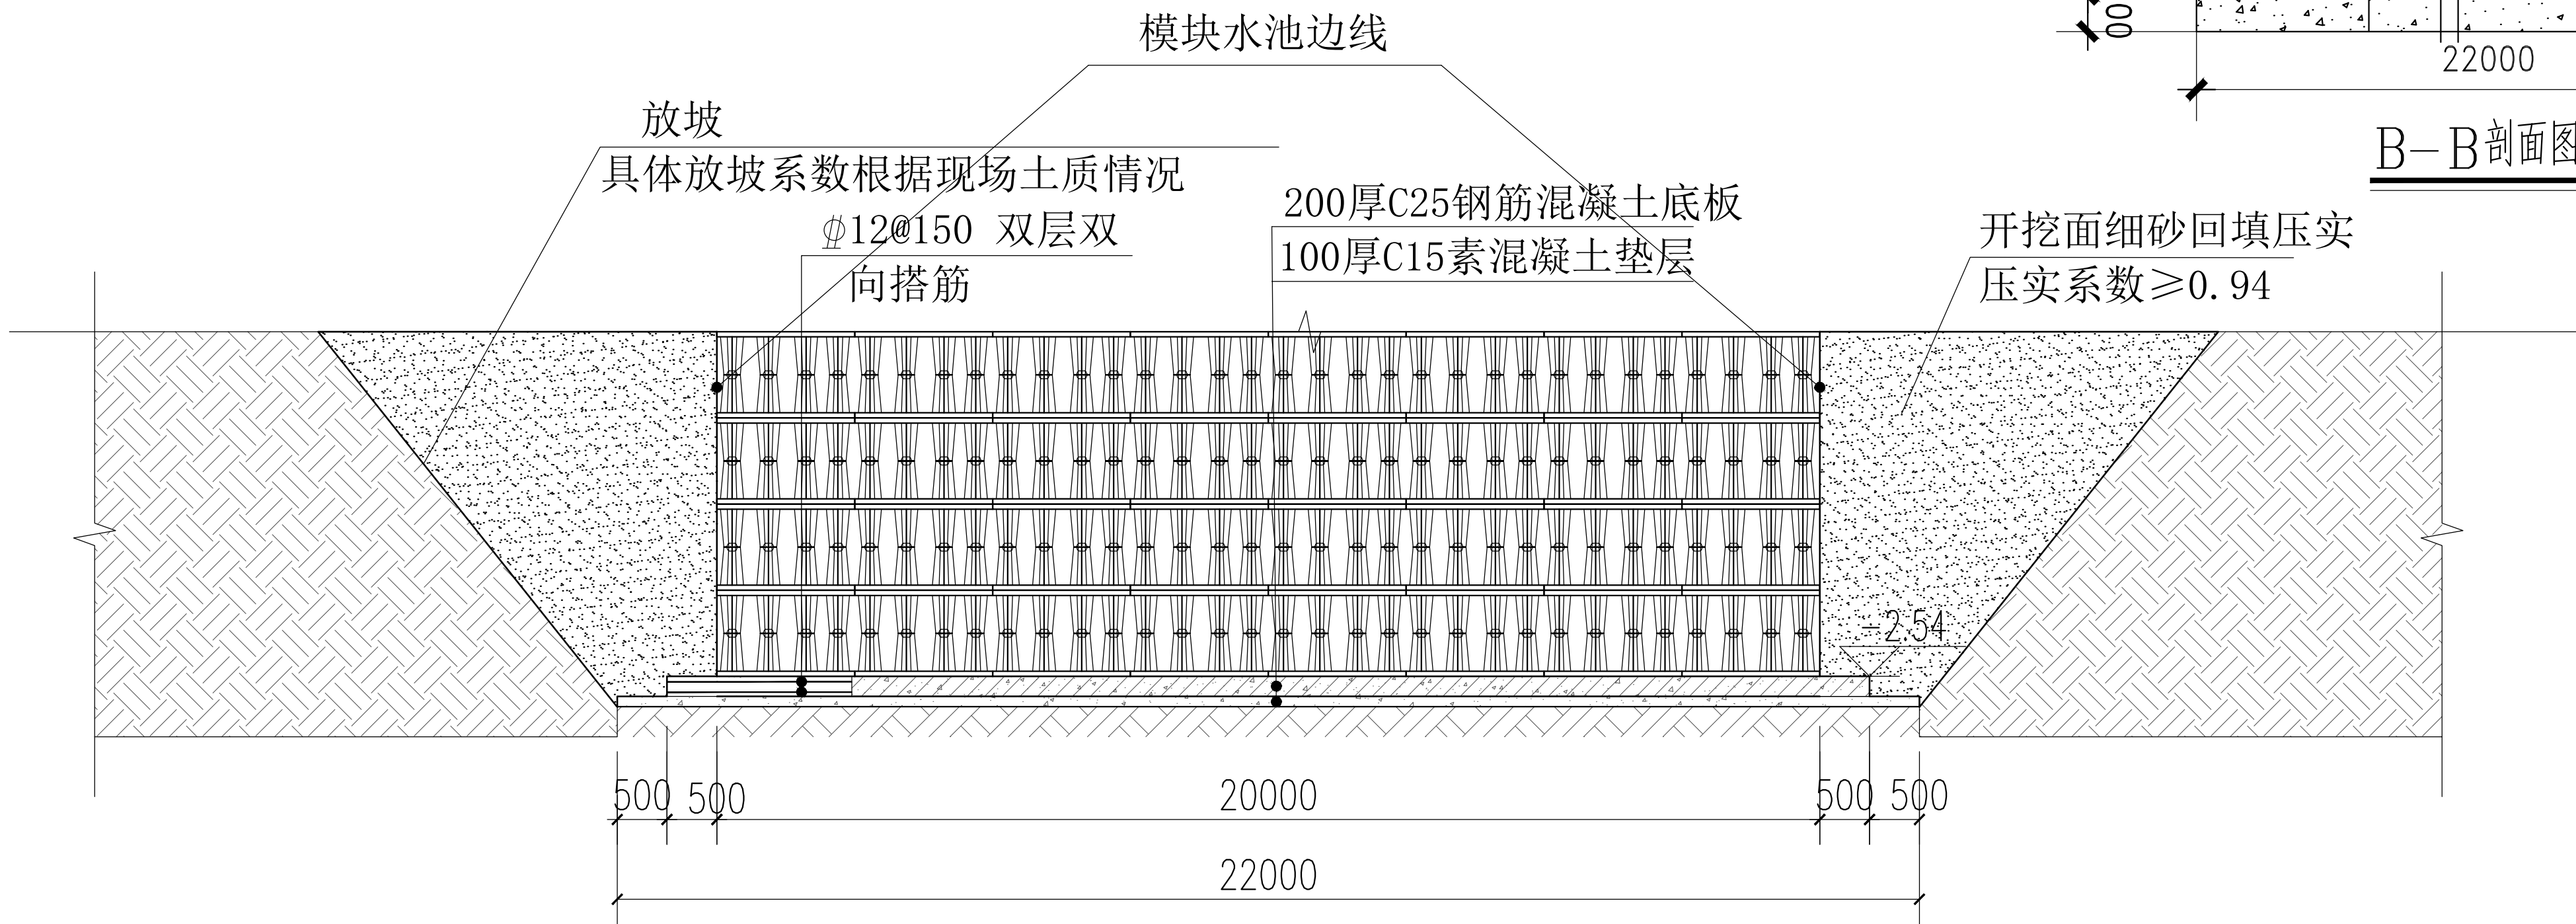 模块水池边线
00
22000
B-B剖面图
放坡
具体放坡系数根据现场土质情况
⌀12@150 双层双
向搭筋
200厚C25钢筋混凝土底板
100厚C15素混凝土垫层
开挖面细砂回填压实
压实系数≥0.94
-2.54
500 500 20000 500 500
22000